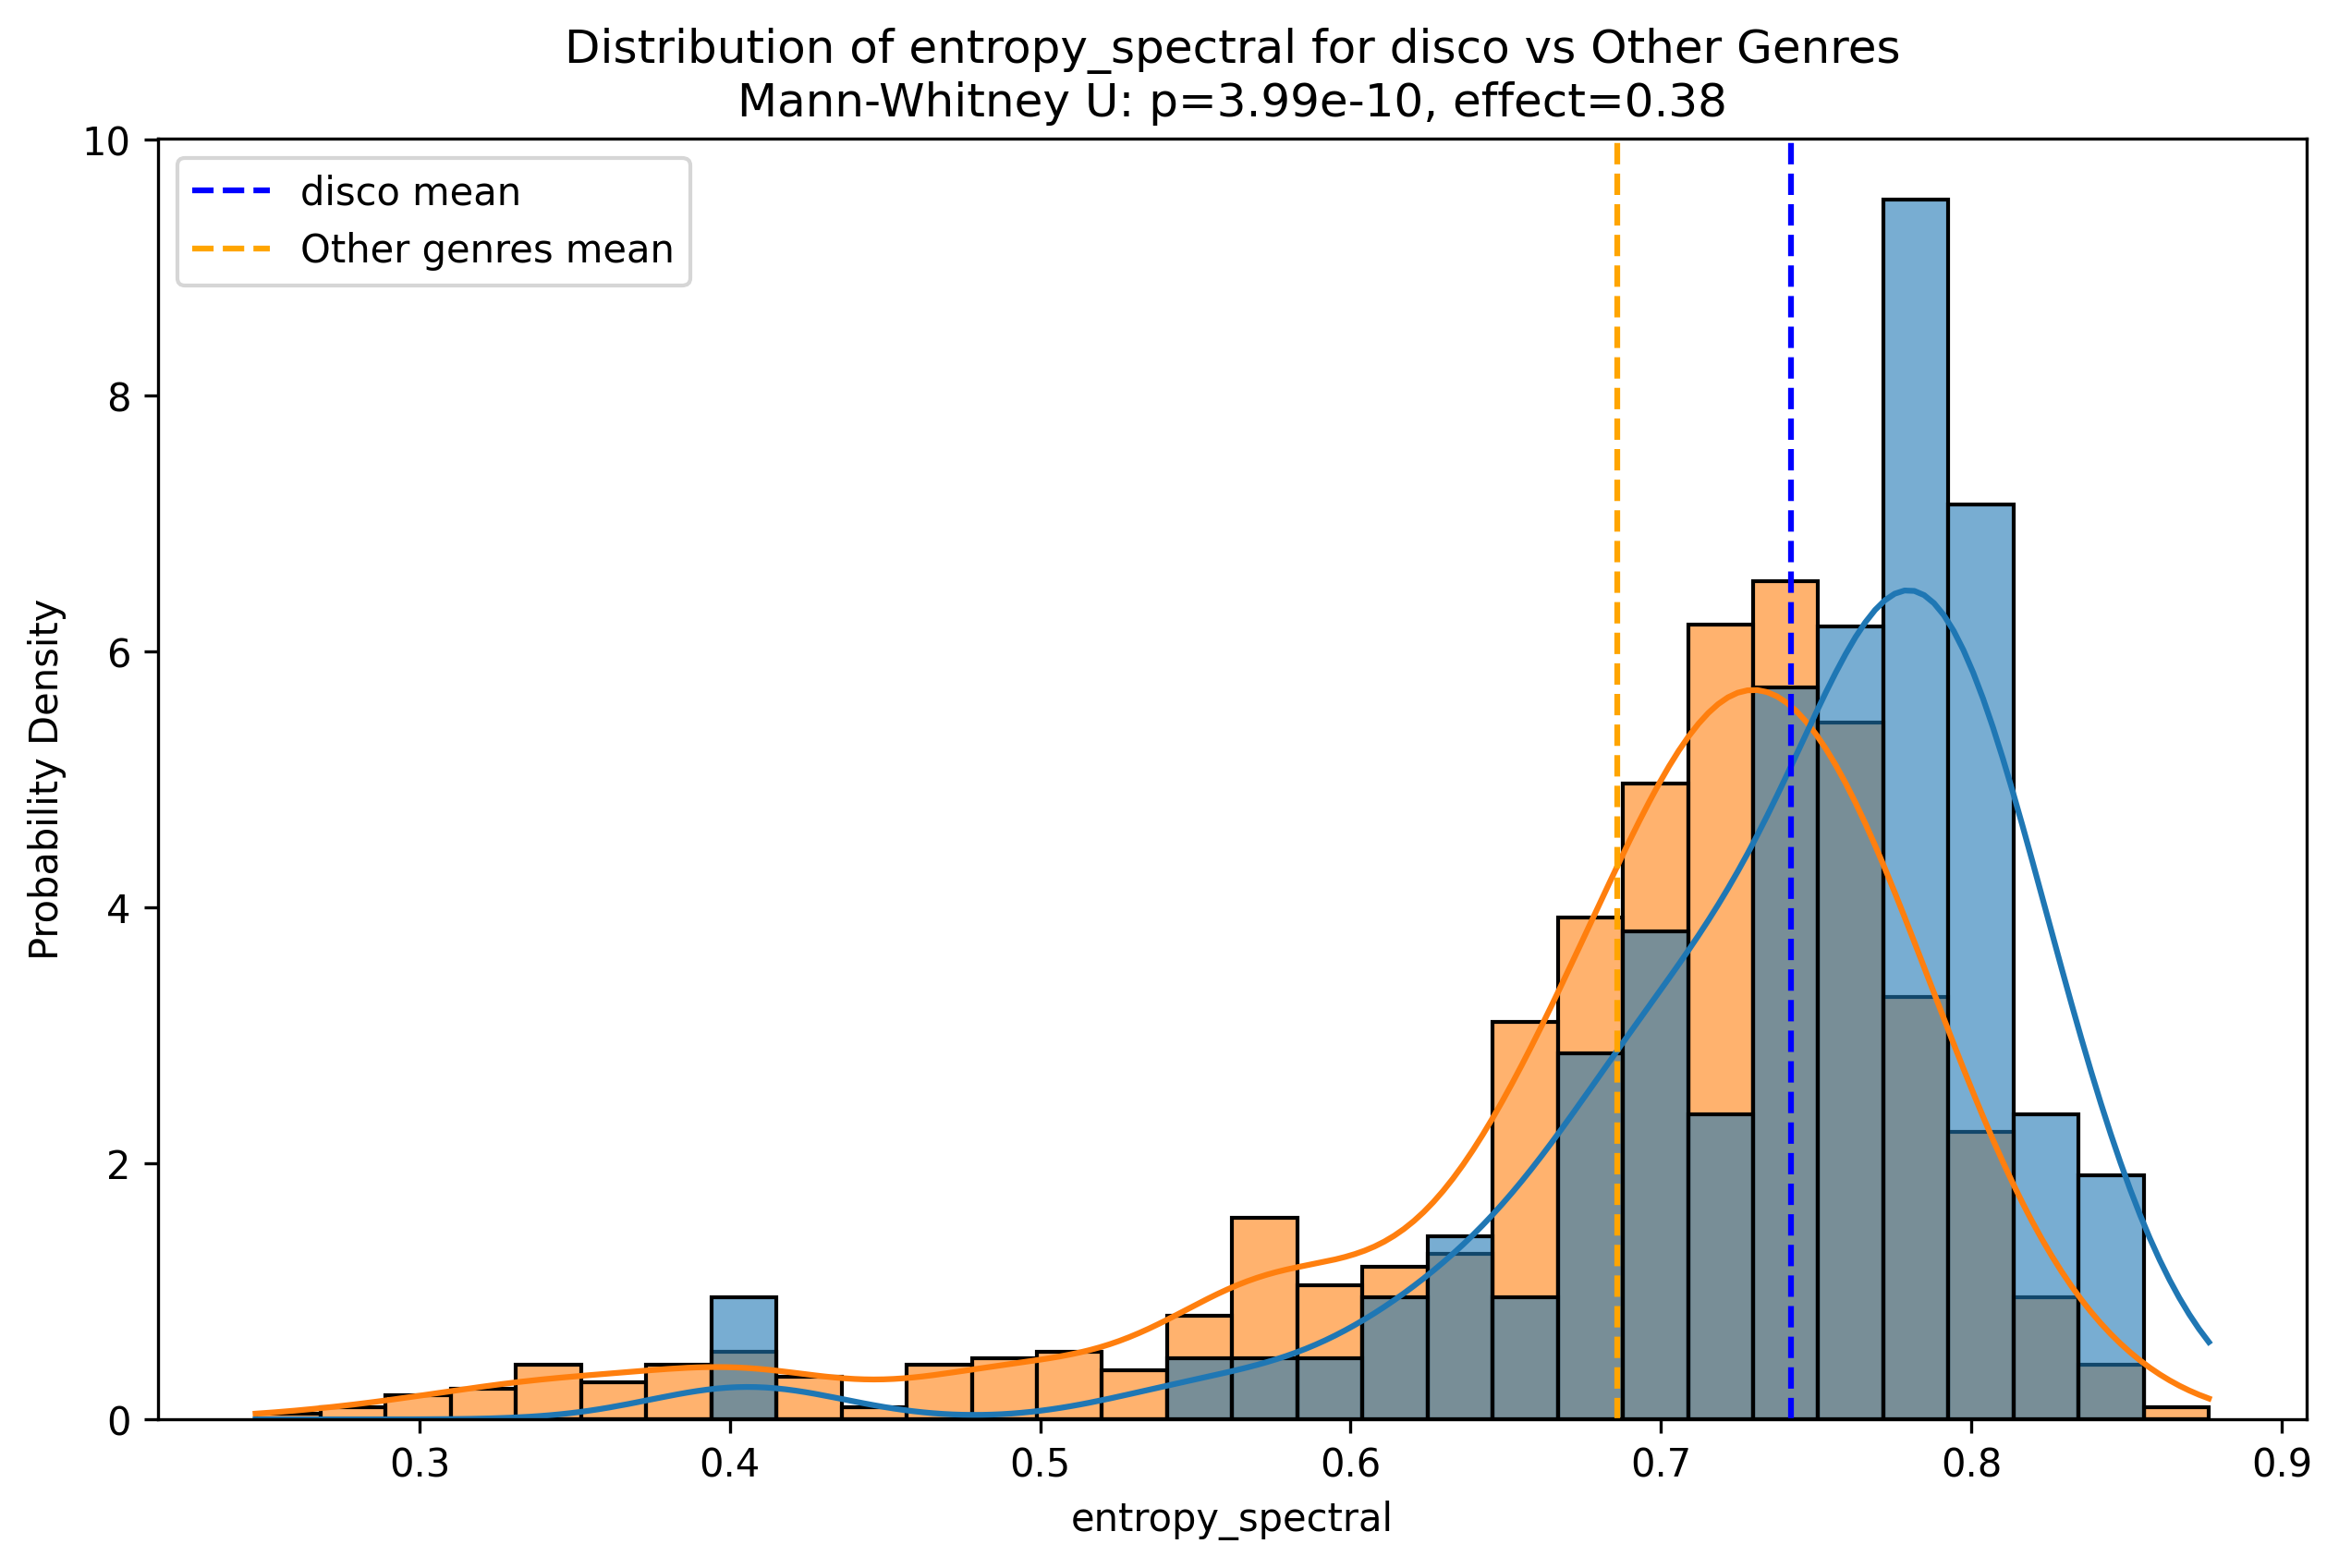 Distribution of entropy_spectral for disco vs Other Genres
Mann-Whitney U: p=3.99e-10, effect=0.38
disco mean
Other genres mean
Probability Density
10
8
6
4
2
0
0.3 0.4 0.5 0.6 0.7 0.8 0.9
entropy_spectral